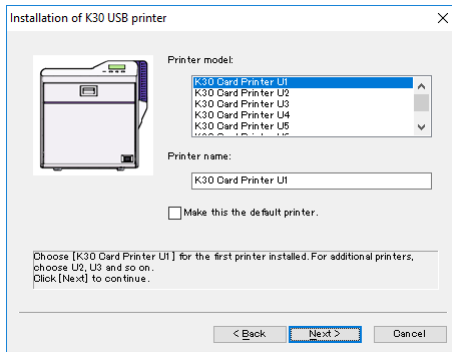 Installation of K30 USB printer
Printer model:
K30 Card Printer U1
K30 Card Printer U2
K30 Card Printer U3
K30 Card Printer U4
K30 Card Printer U5
Printer name:
K30 Card Printer U1
Make this the default printer.
Choose [K30 Card Printer U1] for the first printer installed. For additional printers,
choose U2, U3 and so on.
Click [Next] to continue.
< Back
Next >
Cancel